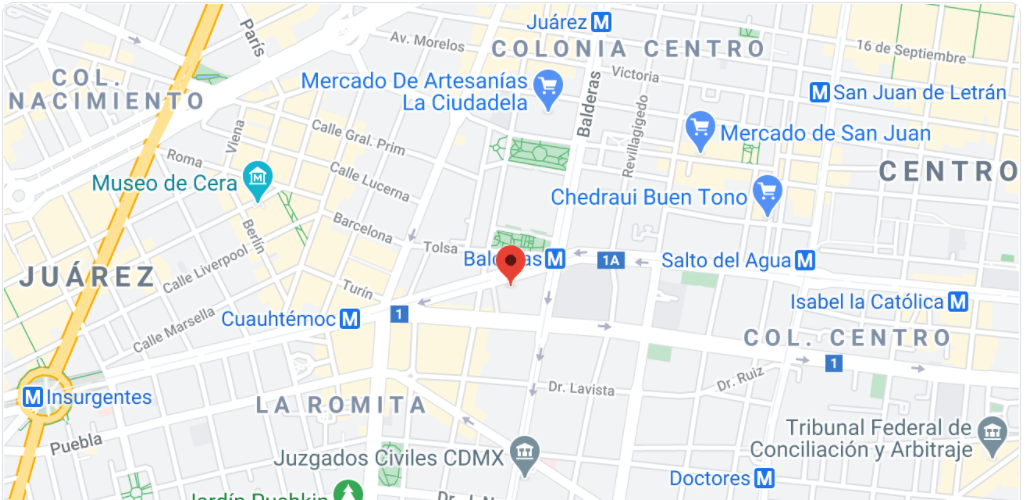 París
Juárez M
Av. Morelos
COLONIA CENTRO
16 de Septiembre
COL.
NACIMIENTO
Mercado De Artesanías
La Ciudadela
Balderas
Victoria
M San Juan de Letrán
Revillagigedo
Viena
Calle Gral. Prim
Mercado de San Juan
Roma
Calle Lucerna
CENTRO
Museo de Cera
M
Chedraui Buen Tono
Berlín
Barcelona
Tolsa
Calle Liverpool
M
1A
Salto del Agua M
JUÁREZ
Turín
Isabel la Católica M
Calle Marsella
Cuauhtémoc M
1
COL. CENTRO
1
Dr. Ruiz
Dr. Lavista
M Insurgentes
LA ROMITA
Puebla
Tribunal Federal de
Conciliación y Arbitraje
Juzgados Civiles CDMX
Doctores M
Jardín Pushkin